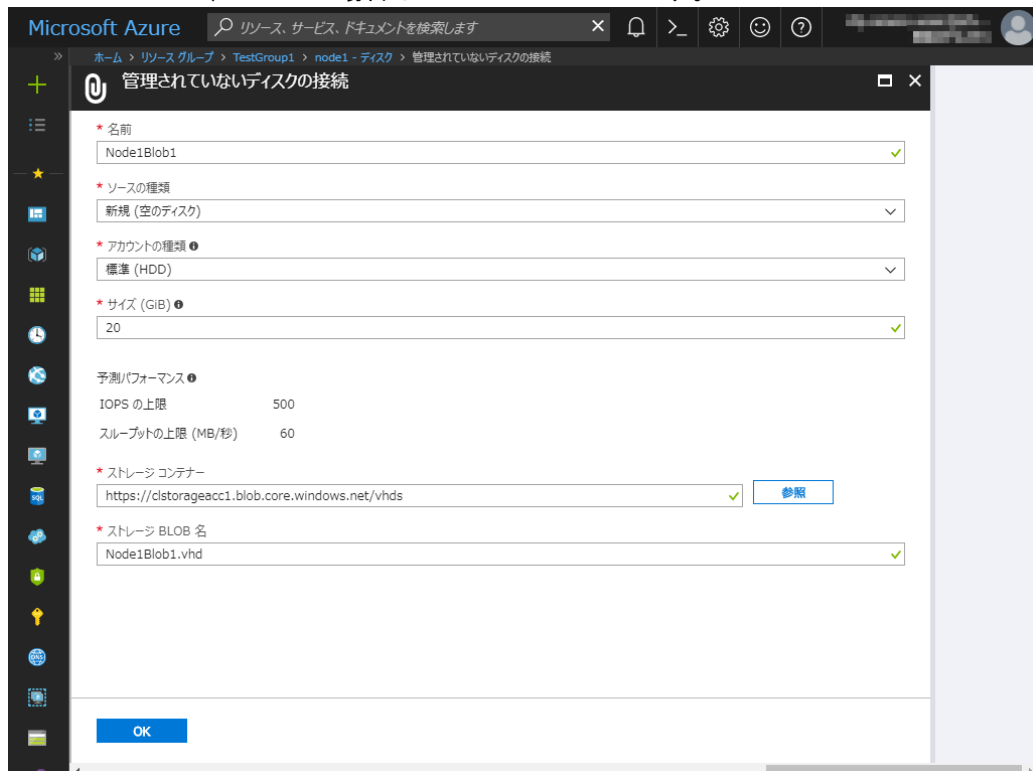 Microsoft Azure
リソース、サービス、ドキュメントを検索します
ホーム > リソース グループ > TestGroup1 > node1 - ディスク > 管理されていないディスクの接続
管理されていないディスクの接続
* 名前
Node1Blob1
* ソースの種類
新規 (空のディスク)
* アカウントの種類
標準 (HDD)
* サイズ (GiB)
20
予測パフォーマンス
IOPS の上限 500
スループットの上限 (MB/秒) 60
* ストレージ コンテナー
https://clstorageacc1.blob.core.windows.net/vhds
参照
* ストレージ BLOB 名
Node1Blob1.vhd
OK